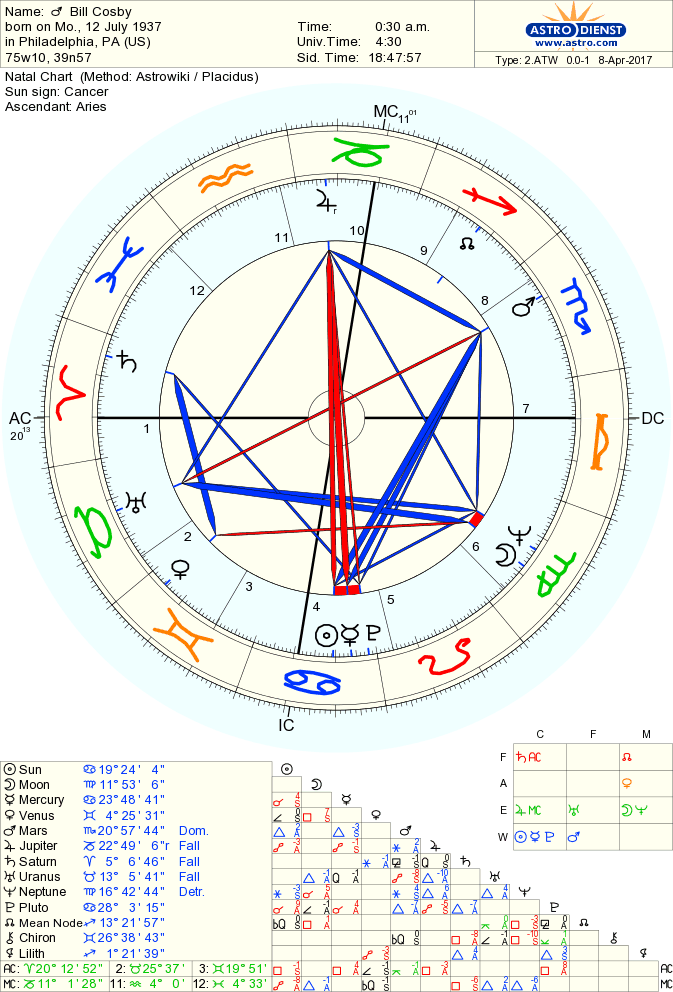 Name: ♂ Bill Cosby
born on Mo., 12 July 1937
in Philadelphia, PA (US)
75w10, 39n57
Time: 0:30 a.m.
Univ.Time: 4:30
Sid. Time: 18:47:57
ASTRO DIENST
www.astro.com
Type: 2.ATW 0.0-1 8-Apr-2017
Natal Chart (Method: Astrowiki / Placidus)
Sun sign: Cancer
Ascendant: Aries
MC 11 01
10
11
9
12
8
AC
20 13
1
7
DC
2
6
3
4
5
IC
C F M
F ♄ AC ☊
A ♀
E ♃ MC ♅ ☽ ♆
W ☉ ☿ ♇ ♂
☉ Sun ♋ 19° 24' 4"
☽ Moon ♍ 11° 53' 6"
☿ Mercury ♋ 23° 48' 41"
♀ Venus ♊ 4° 25' 31"
♂ Mars ♏ 20° 57' 44" Dom.
♃ Jupiter ♑ 22° 49' 6"r Fall
♄ Saturn ♈ 5° 6' 46" Fall
♅ Uranus ♉ 13° 5' 41" Fall
♆ Neptune ♍ 16° 42' 44" Detr.
♇ Pluto ♋ 28° 3' 15"
☊ Mean Node ♐ 13° 21' 57"
⚷ Chiron ♊ 26° 38' 43"
⚸ Lilith ♐ 1° 21' 39"
AC: ♈ 20° 12' 52" 2: ♉ 25° 37' 3: ♊ 19° 51'
MC: ♑ 11° 1' 28" 11: ♒ 4° 0' 12: ♓ 4° 33'
AC
MC